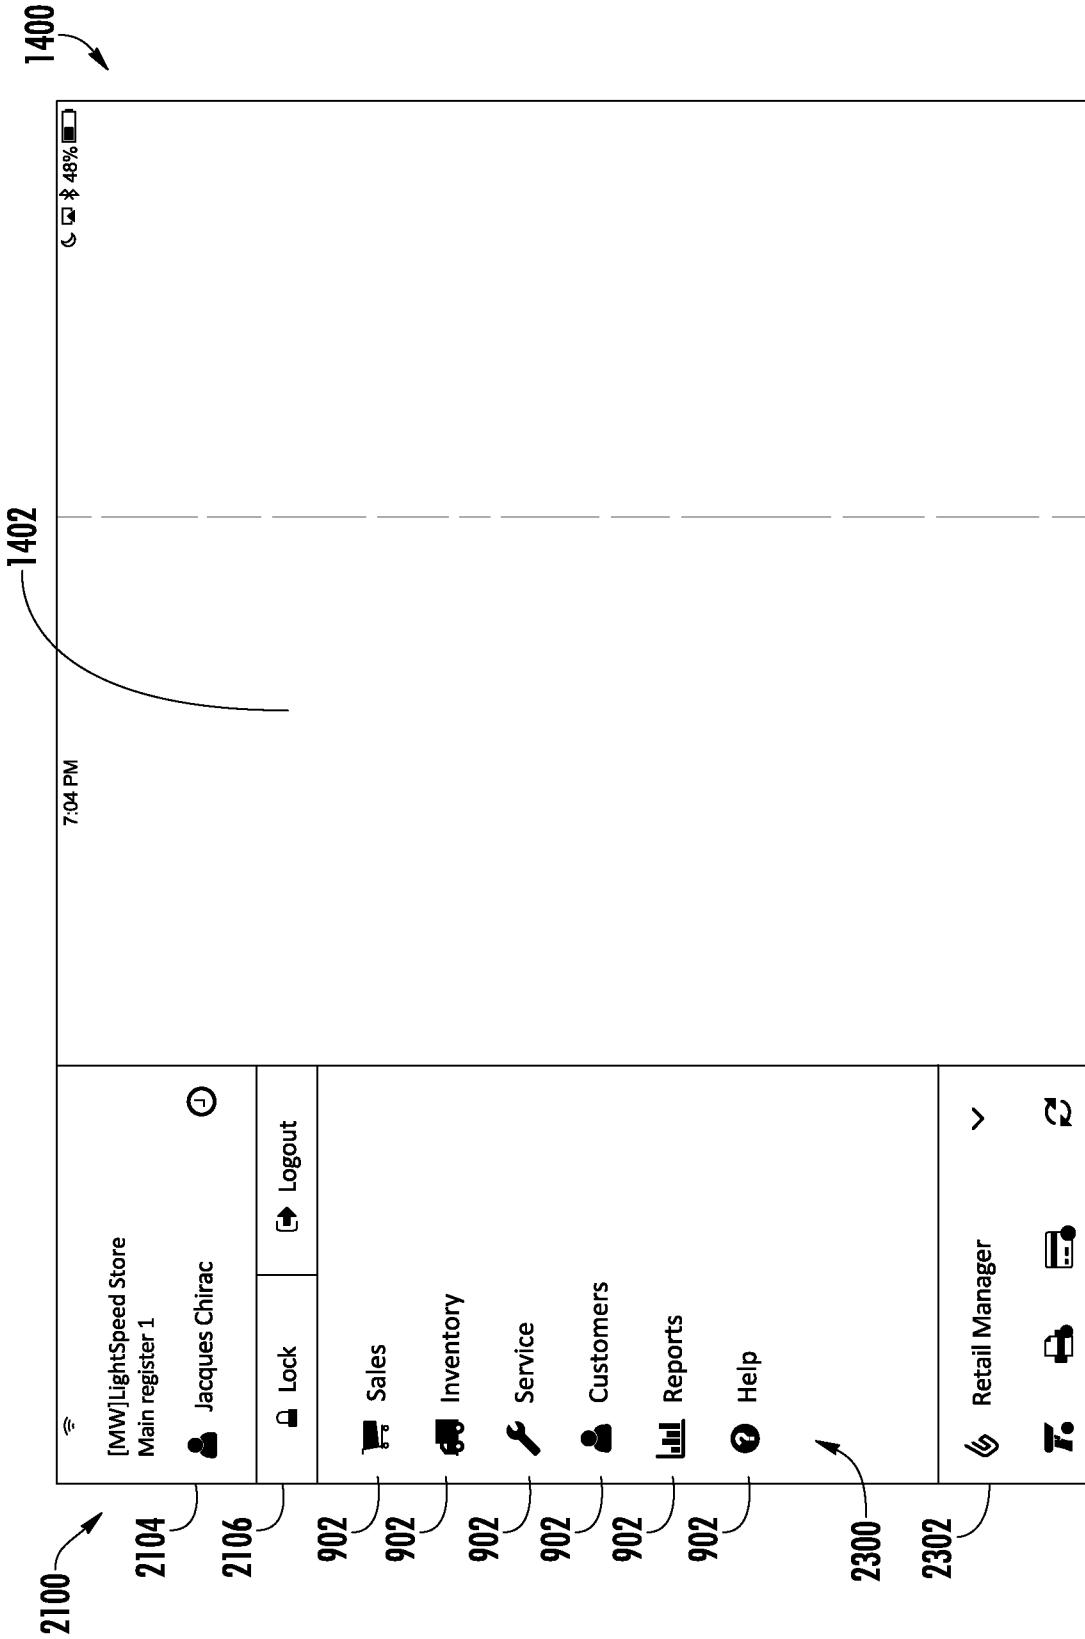 1400
1402
7:04 PM
48%
2100
[MW]LightSpeed Store
Main register 1
2104
Jacques Chirac
2106
Lock
Logout
902
Sales
902
Inventory
902
Service
902
Customers
902
Reports
902
Help
2300
2302
Retail Manager